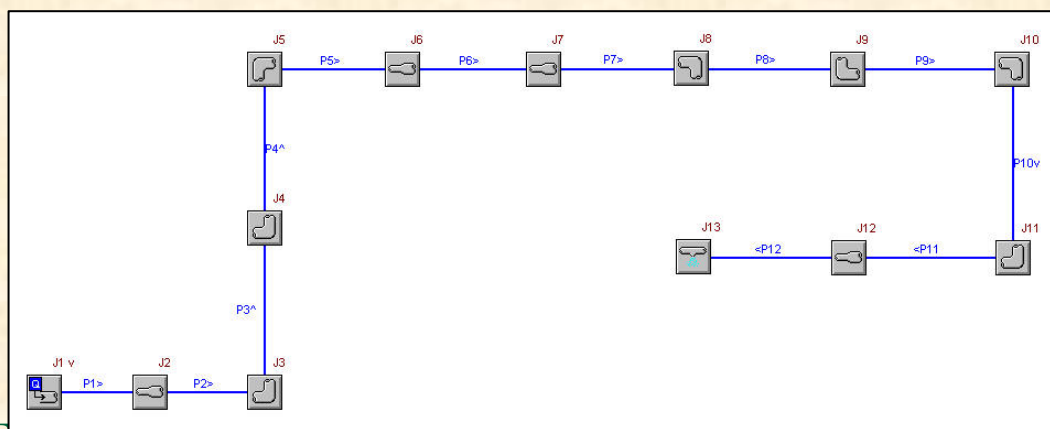 J5 J6 J7 J8 J9 J10
P5> P6> P7> P8> P9>
P4^ P10v
J4
J13 J12 J11
<P12 <P11
P3^
J1 v J2 J3
Q
P1> P2>